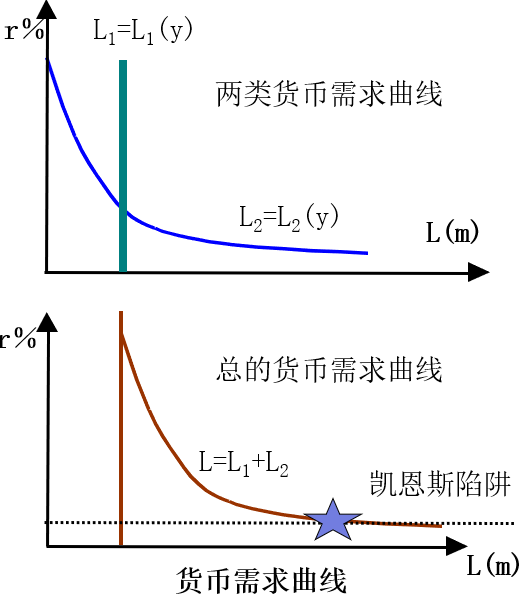 r%
L₁=L₁(y)
两类货币需求曲线
L₂=L₂(y)
L(m)
r%
总的货币需求曲线
L=L₁+L₂
凯恩斯陷阱
L(m)
货币需求曲线